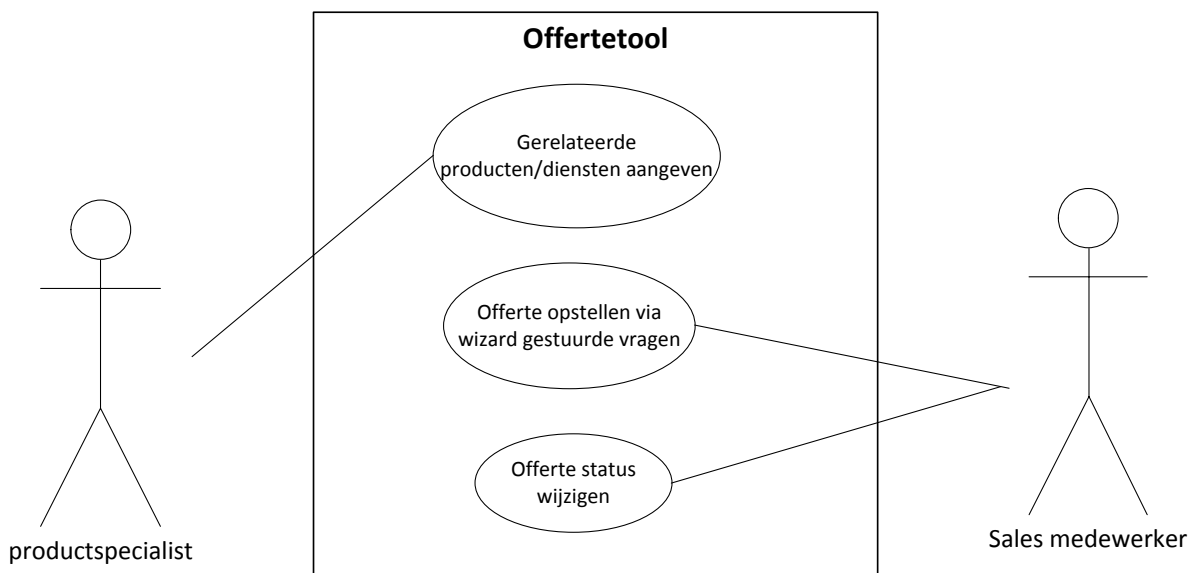 Offertetool
Gerelateerde
producten/diensten aangeven
Offerte opstellen via
wizard gestuurde vragen
Offerte status
wijzigen
productspecialist
Sales medewerker